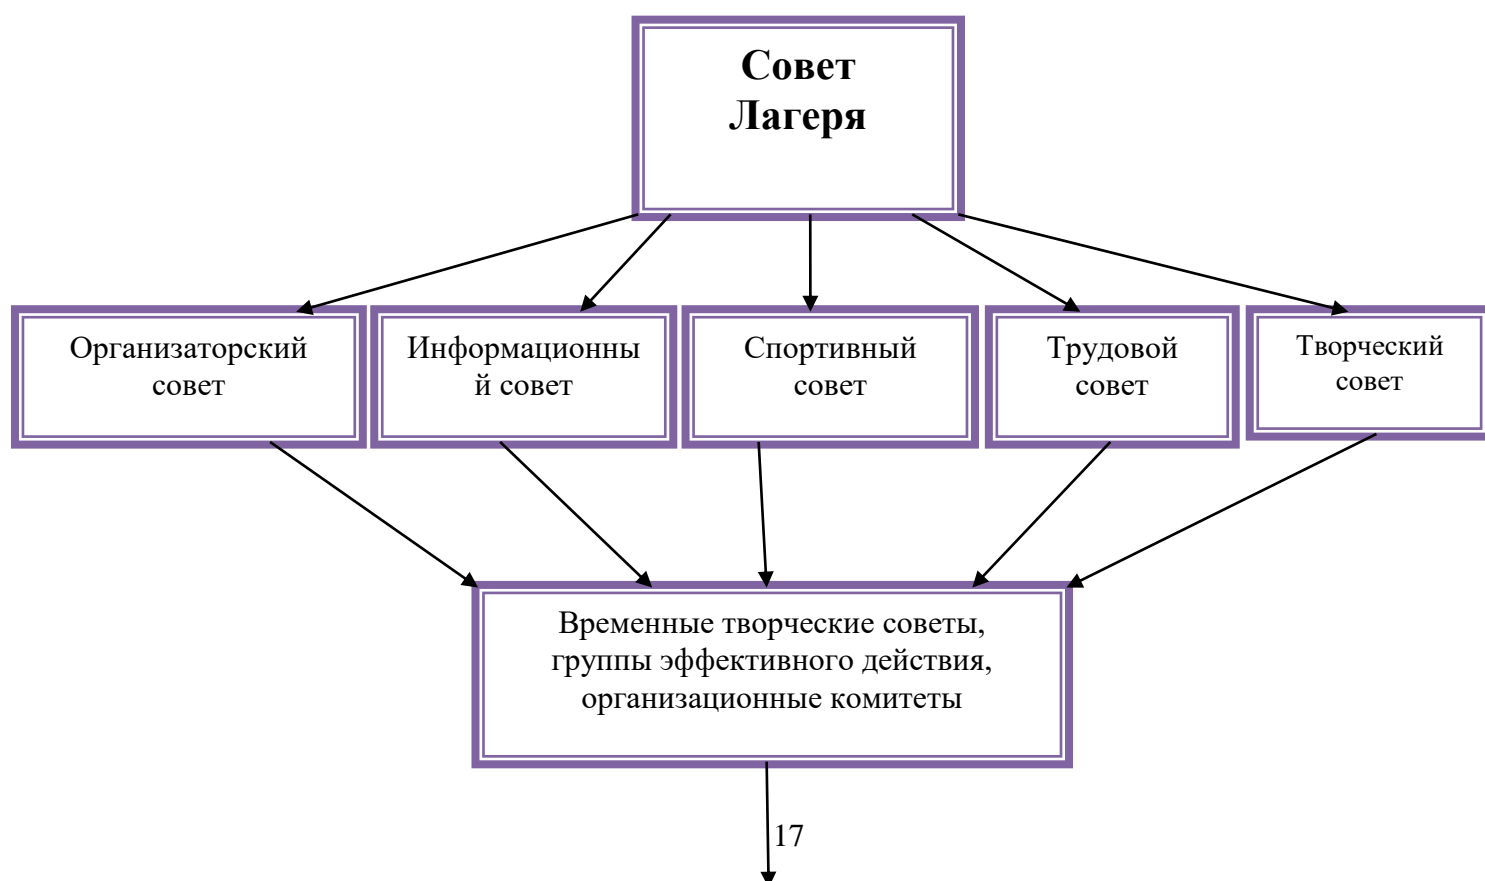 Совет
Лагеря
Организаторский
совет
Информационны
й совет
Спортивный
совет
Трудовой
совет
Творческий
совет
Временные творческие советы,
группы эффективного действия,
организационные комитеты
17